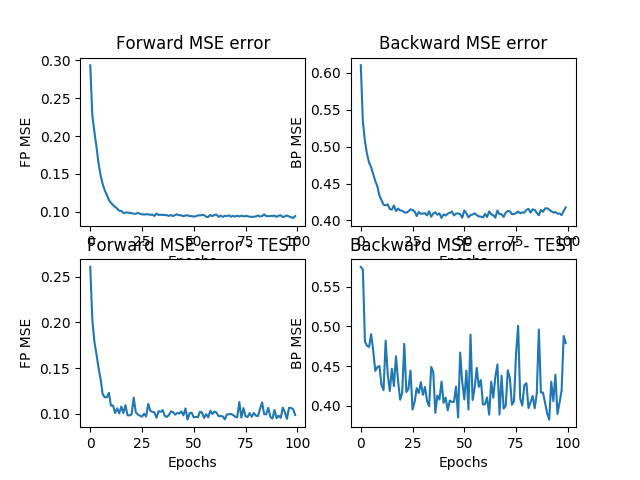 Forward MSE error
FP MSE
0.30
0.25
0.20
0.15
0.10
0 25 50 75 100
Epochs
Backward MSE error
BP MSE
0.60
0.55
0.50
0.45
0.40
0 25 50 75 100
Epochs
Forward MSE error - TEST
FP MSE
0.25
0.20
0.15
0.10
0 25 50 75 100
Epochs
Backward MSE error - TEST
BP MSE
0.55
0.50
0.45
0.40
0 25 50 75 100
Epochs